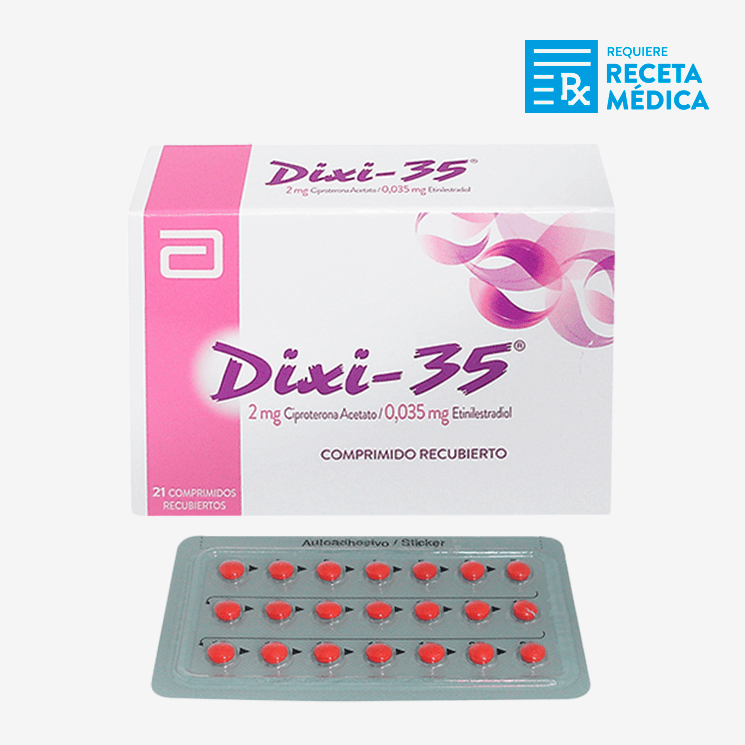 REQUIERE
RECETA
MÉDICA
Rx
Dixi-35®
2 mg Ciproterona Acetato / 0,035 mg Etinilestradiol
Dixi-35®
2 mg Ciproterona Acetato / 0,035 mg Etinilestradiol
COMPRIMIDO RECUBIERTO
21 COMPRIMIDOS
RECUBIERTOS
Autoadhesivo / Sticker